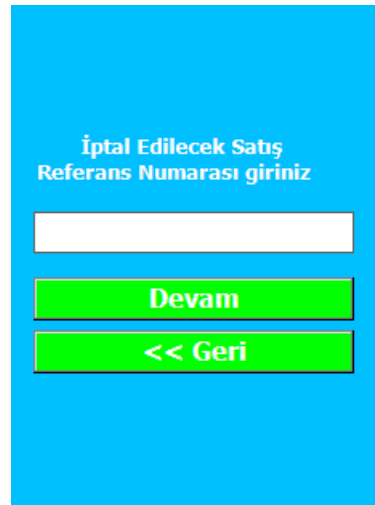 İptal Edilecek Satış
Referans Numarası giriniz
Devam
<< Geri